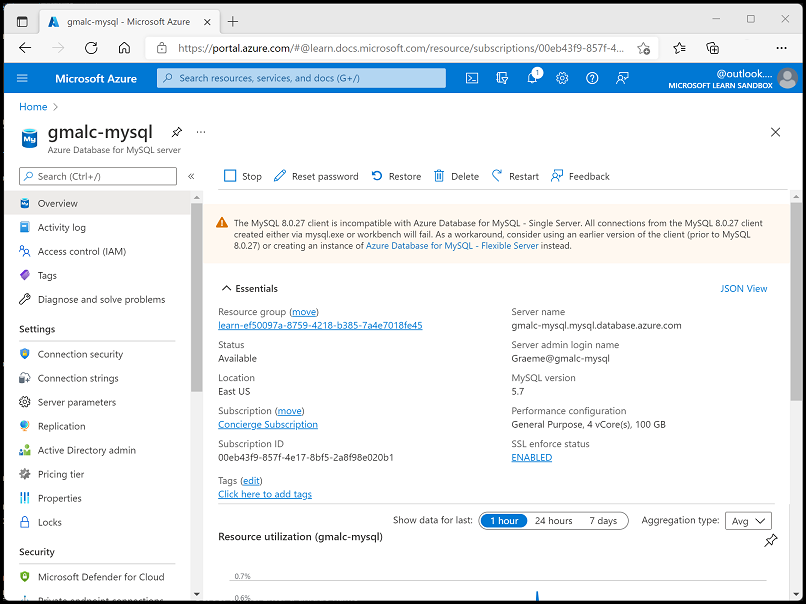 gmalc-mysql - Microsoft Azure
https://portal.azure.com/#@learn.docs.microsoft.com/resource/subscriptions/00eb43f9-857f-4...
Microsoft Azure
Search resources, services, and docs (G+/)
1
@outlook....
MICROSOFT LEARN SANDBOX
Home
My
gmalc-mysql
Azure Database for MySQL server
Search (Ctrl+/)
Overview
Activity log
Access control (IAM)
Tags
Diagnose and solve problems
Settings
Connection security
Connection strings
Server parameters
Replication
Active Directory admin
Pricing tier
Properties
Locks
Security
Microsoft Defender for Cloud
Private endpoint connections
Stop Reset password Restore Delete Restart Feedback
The MySQL 8.0.27 client is incompatible with Azure Database for MySQL - Single Server. All connections from the MySQL 8.0.27 client
created either via mysql.exe or workbench will fail. As a workaround, consider using an earlier version of the client (prior to MySQL
8.0.27) or creating an instance of Azure Database for MySQL - Flexible Server instead.
Essentials
JSON View
Resource group (move)
learn-ef50097a-8759-4218-b385-7a4e7018fe45
Status
Available
Location
East US
Subscription (move)
Concierge Subscription
Subscription ID
00eb43f9-857f-4e17-8bf5-2a8f98e020b1
Tags (edit)
Click here to add tags
Server name
gmalc-mysql.mysql.database.azure.com
Server admin login name
Graeme@gmalc-mysql
MySQL version
5.7
Performance configuration
General Purpose, 4 vCore(s), 100 GB
SSL enforce status
ENABLED
Show data for last: 1 hour 24 hours 7 days Aggregation type: Avg
Resource utilization (gmalc-mysql)
0.7%
0.6%